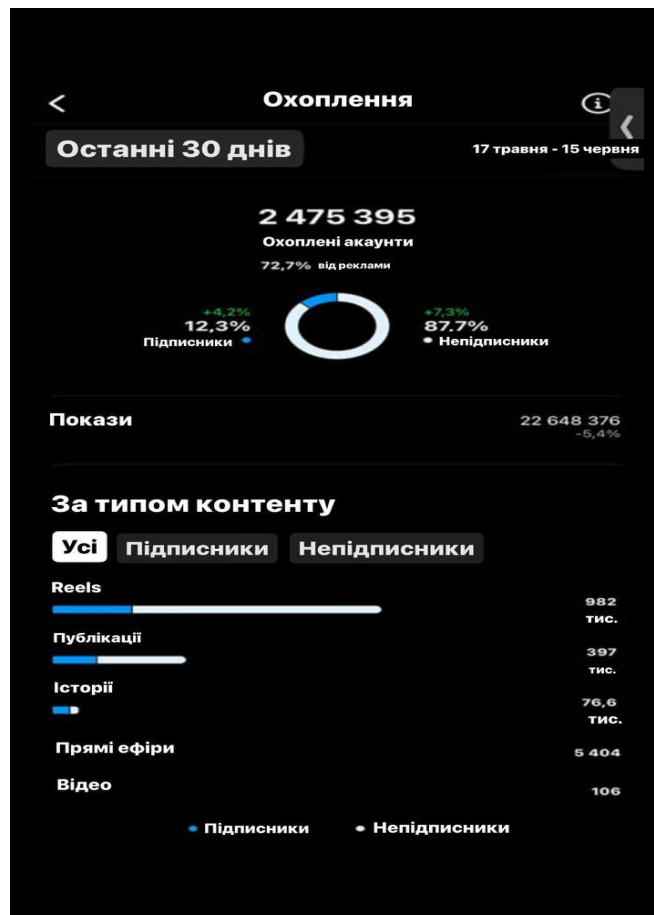 Охоплення
Останні 30 днів
17 травня - 15 червня
2 475 395
Охоплені акаунти
72,7% від реклами
+4,2%
12,3%
Підписники
+7,3%
87.7%
Непідписники
Покази
22 648 376
-5,4%
За типом контенту
Усі Підписники Непідписники
Reels
982
тис.
Публікації
397
тис.
Історії
76,6
тис.
Прямі ефіри
5 404
Відео
106
Підписники Непідписники